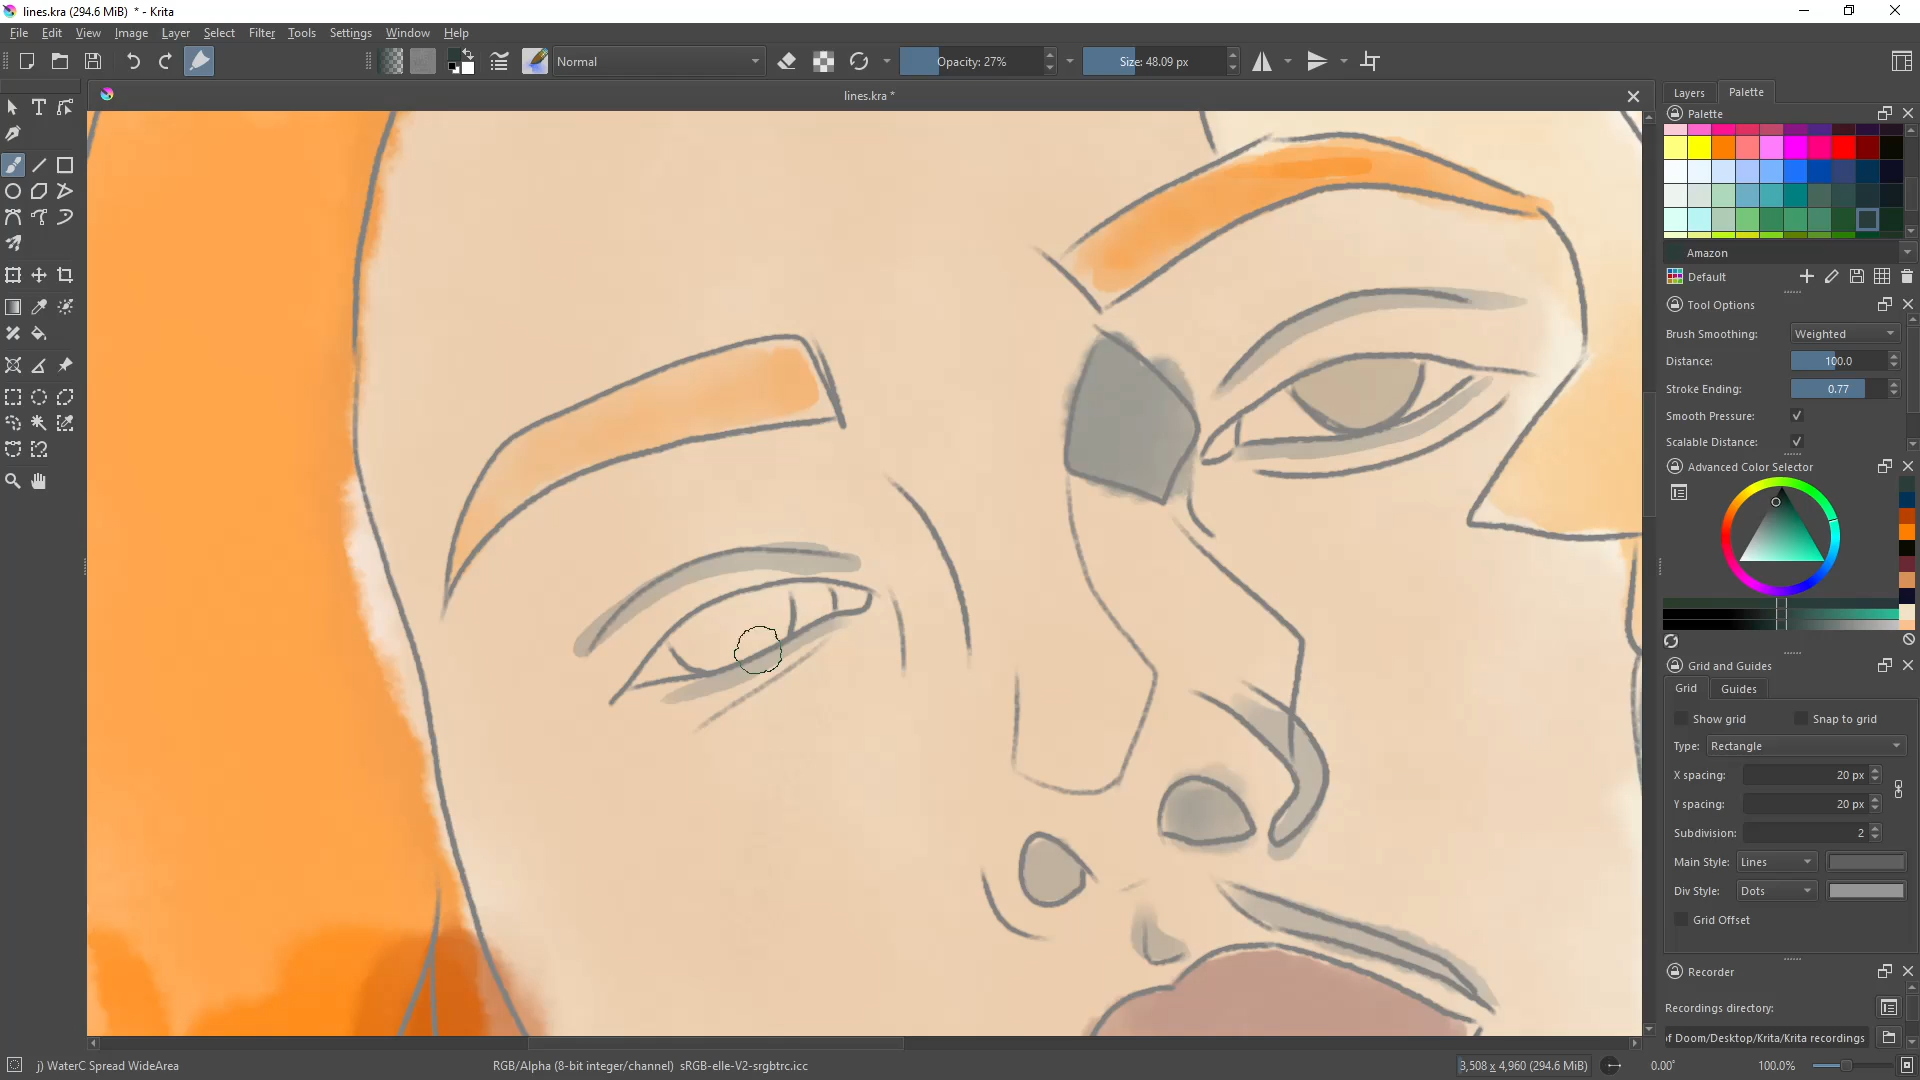 lines.kra (294.6 MiB) * - Krita
File Edit View Image Layer Select Filter Tools Settings Window Help
Normal
Opacity: 27%
Size: 48.09 px
lines.kra *
Layers Palette
Palette
Amazon
Default
Tool Options
Brush Smoothing: Weighted
Distance: 100.0
Stroke Ending: 0.77
Smooth Pressure:
Scalable Distance:
Advanced Color Selector
Grid and Guides
Grid Guides
Show grid Snap to grid
Type: Rectangle
X spacing: 20 px
Y spacing: 20 px
Subdivision: 2
Main Style: Lines
Div Style: Dots
Grid Offset
Recorder
Recordings directory:
of Doom/Desktop/Krita/Krita recordings
j) WaterC Spread WideArea
RGB/Alpha (8-bit integer/channel) sRGB-elle-V2-srgbtrc.icc
3,508 x 4,960 (294.6 MiB)
0.00°
100.0%